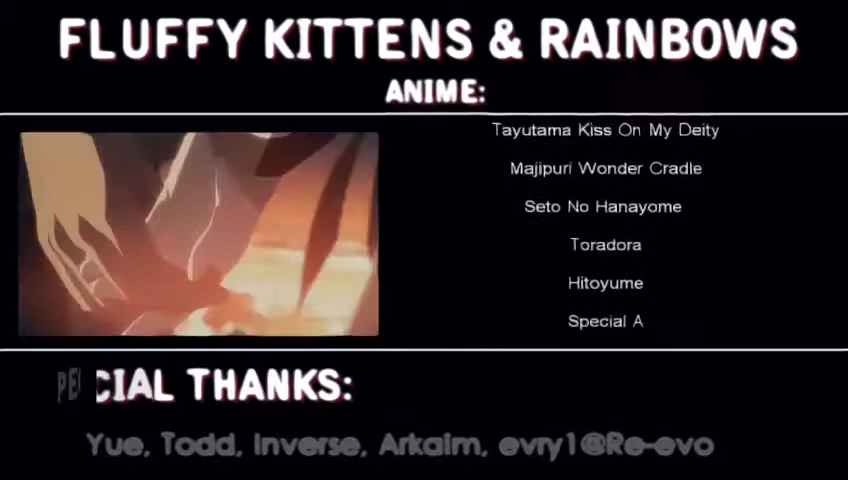 FLUFFY KITTENS & RAINBOWS
ANIME:
Tayutama Kiss On My Deity
Majipuri Wonder Cradle
Seto No Hanayome
Toradora
Hitoyume
Special A
SPECIAL THANKS:
Yue, Todd, Inverse, Arkaim, evry1@Re-evo